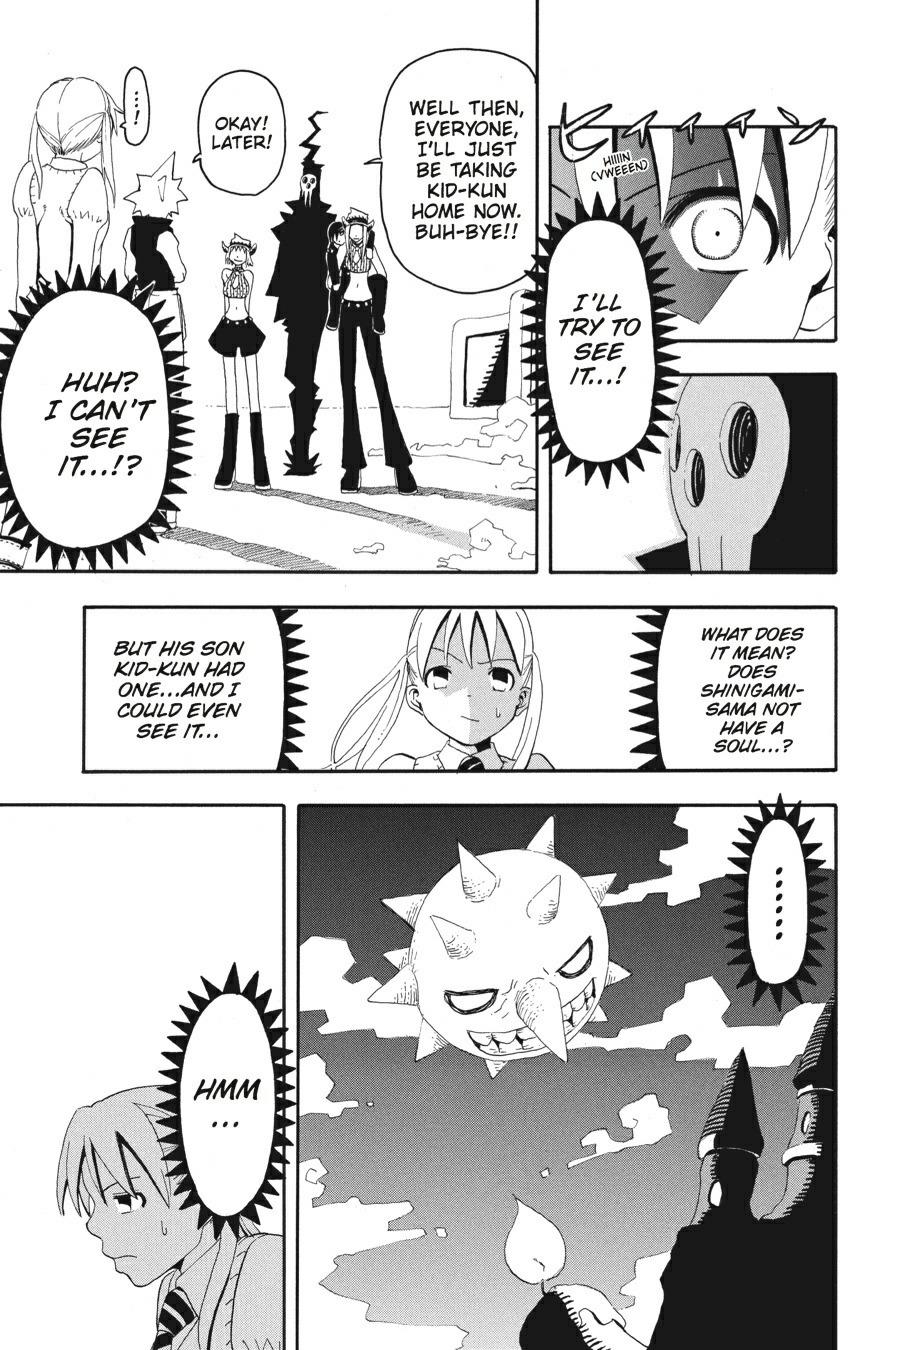 HIIIIN
(VWEEEN)
I'LL
TRY TO
SEE
IT...!
WELL THEN,
EVERYONE,
I'LL JUST
BE TAKING
KID-KUN
HOME NOW.
BUH-BYE!!
OKAY!
LATER!
...!
HUH?
I CAN'T
SEE
IT...!?
WHAT DOES
IT MEAN?
DOES
SHINIGAMI-
SAMA NOT
HAVE A
SOUL...?
BUT HIS SON
KID-KUN HAD
ONE...AND I
COULD EVEN
SEE IT...
......
HMM
...